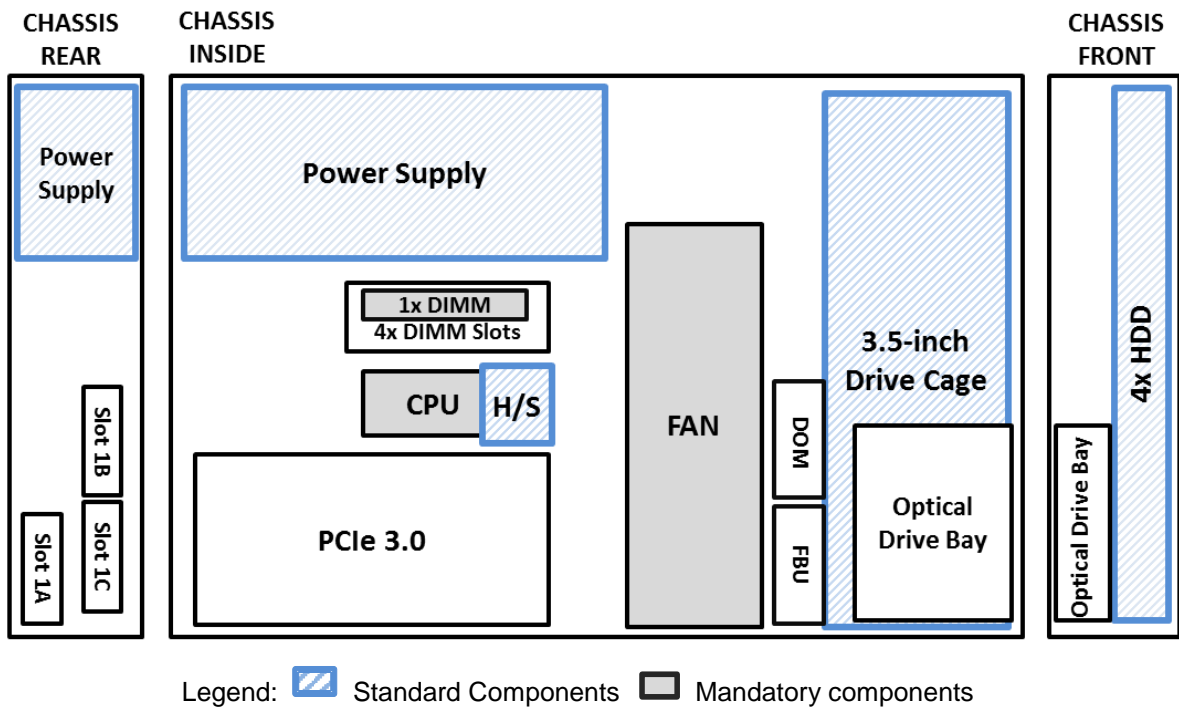 CHASSIS
REAR
CHASSIS
INSIDE
CHASSIS
FRONT
Power
Supply
Slot 1B
Slot 1A
Slot 1C
Power Supply
1x DIMM
4x DIMM Slots
CPU
H/S
PCIe 3.0
FAN
DOM
FBU
3.5-inch
Drive Cage
Optical
Drive Bay
Optical Drive Bay
4x HDD
Legend:
Standard Components
Mandatory components